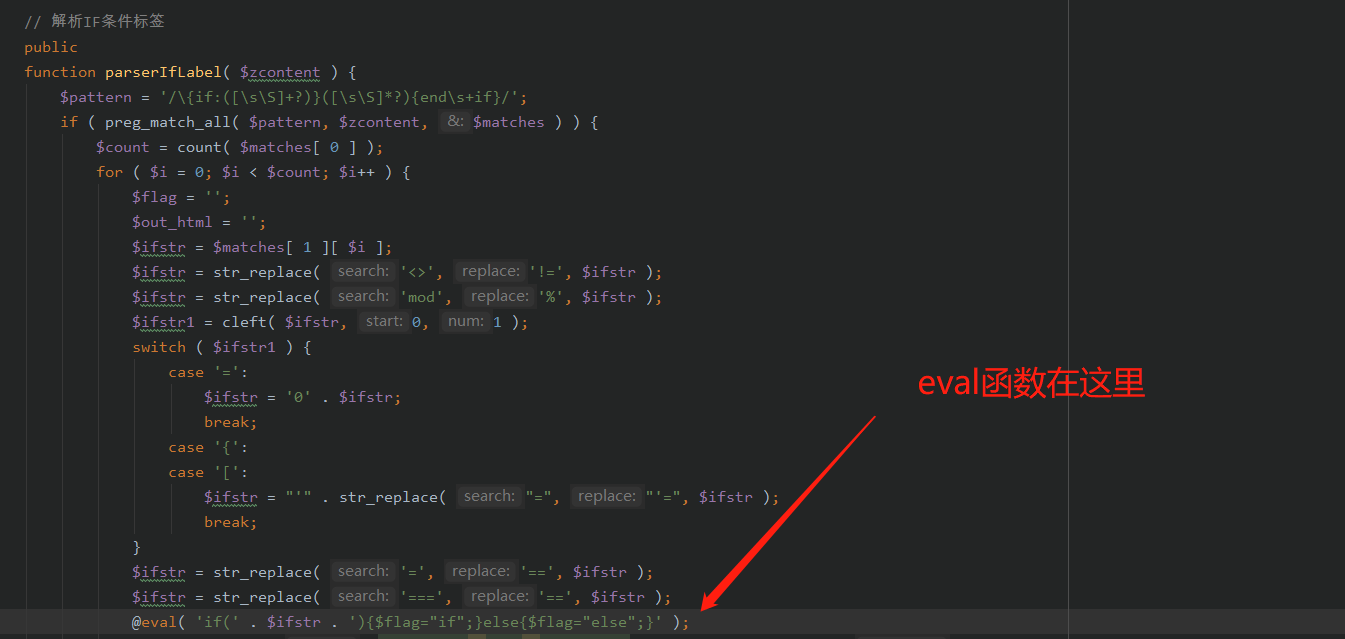 // 解析IF条件标签
public
function parserIfLabel( $zcontent ) {
$pattern = '/\{if:([\s\S]+?)}([\s\S]*?){end\s+if}/';
if ( preg_match_all( $pattern, $zcontent, &: $matches ) ) {
$count = count( $matches[ 0 ] );
for ( $i = 0; $i < $count; $i++ ) {
$flag = '';
$out_html = '';
$ifstr = $matches[ 1 ][ $i ];
$ifstr = str_replace( search: '<>', replace: '!=', $ifstr );
$ifstr = str_replace( search: 'mod', replace: '%', $ifstr );
$ifstr1 = cleft( $ifstr, start: 0, num: 1 );
switch ( $ifstr1 ) {
case '=':
$ifstr = '0' . $ifstr;
break;
case '{':
case '[':
$ifstr = "'" . str_replace( search: "=", replace: "'=", $ifstr );
break;
}
$ifstr = str_replace( search: '=', replace: '==', $ifstr );
$ifstr = str_replace( search: '===', replace: '==', $ifstr );
@eval( 'if(' . $ifstr . '){$flag="if";}else{$flag="else";}' );
eval函数在这里